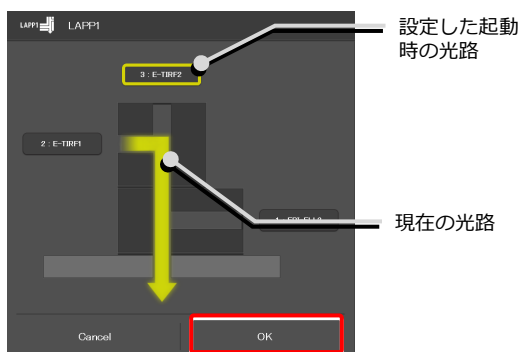 LAPP1 LAPP1
設定した起動
時の光路
3 : E-TIRF2
2 : E-TIRF1
現在の光路
Cancel
OK